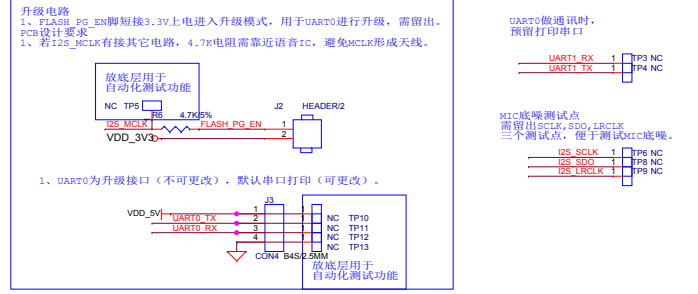 升级电路
1、FLASH_PG_EN脚短接3.3V上电进入升级模式，用于UART0进行升级，需留出。
PCB设计要求
1、若I2S_MCLK有接其它电路，4.7K电阻需靠近语音IC，避免MCLK形成天线。
放底层用于
自动化测试功能
NC TP5
R6 4.7K/5%
J2 HEADER/2
I2S_MCLK
FLASH_PG_EN
1
VDD_3V3
2
1、UART0为升级接口（不可更改），默认串口打印（可更改）。
J3
VDD_5V
1
1
UART0_TX
2
1
NC TP10
UART0_RX
3
1
NC TP11
4
1
NC TP12
NC TP13
CON4 B4S/2.5MM
放底层用于
自动化测试功能
UART0做通讯时，
预留打印串口
UART1_RX 1 TP3 NC
UART1_TX 1 TP4 NC
MIC底噪测试点
需留出SCLK,SDO,LRCLK
三个测试点，便于测试MIC底噪。
I2S_SCLK 1 TP6 NC
I2S_SDO 1 TP8 NC
I2S_LRCLK 1 TP9 NC